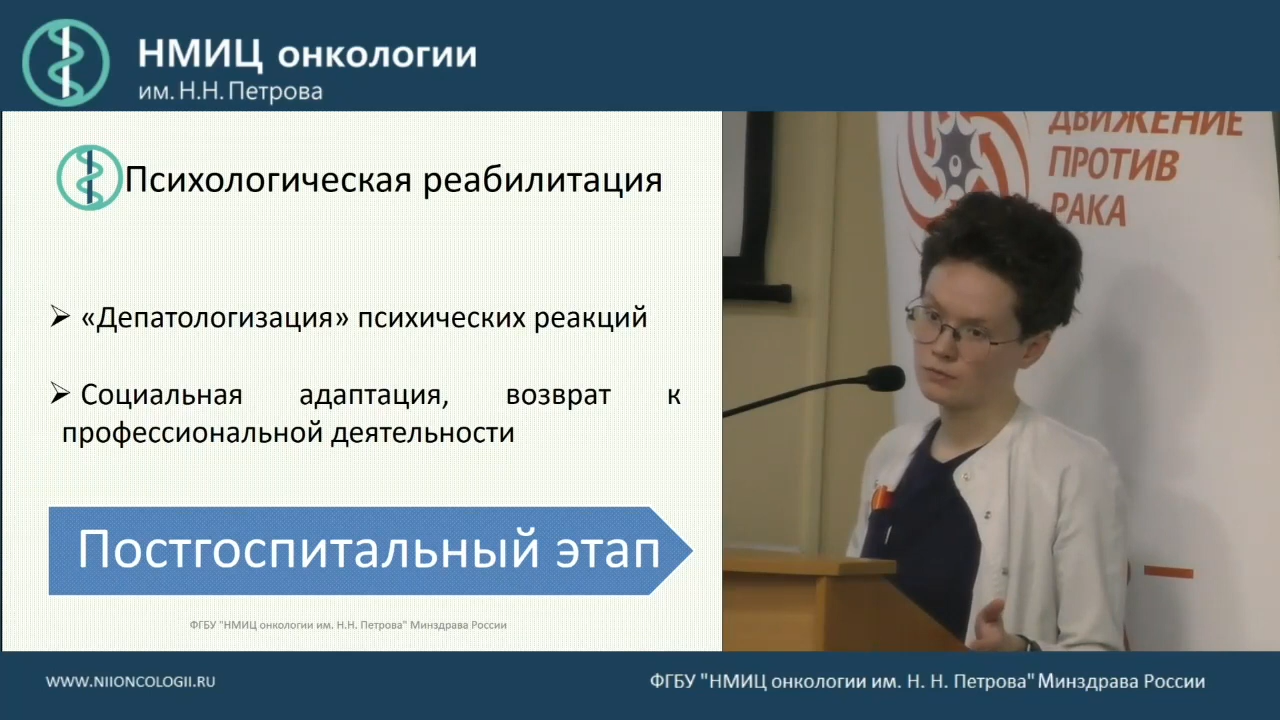 НМИЦ онкологии
им. Н.Н. Петрова
Психологическая реабилитация
«Депатологизация» психических реакций
Социальная адаптация, возврат к
профессиональной деятельности
Постгоспитальный этап
ФГБУ "НМИЦ онкологии им. Н.Н. Петрова" Минздрава России
ДВИЖЕНИЕ
ПРОТИВ
РАКА
WWW.NIIONCOLOGII.RU
ФГБУ "НМИЦ онкологии им. Н. Н. Петрова" Минздрава России